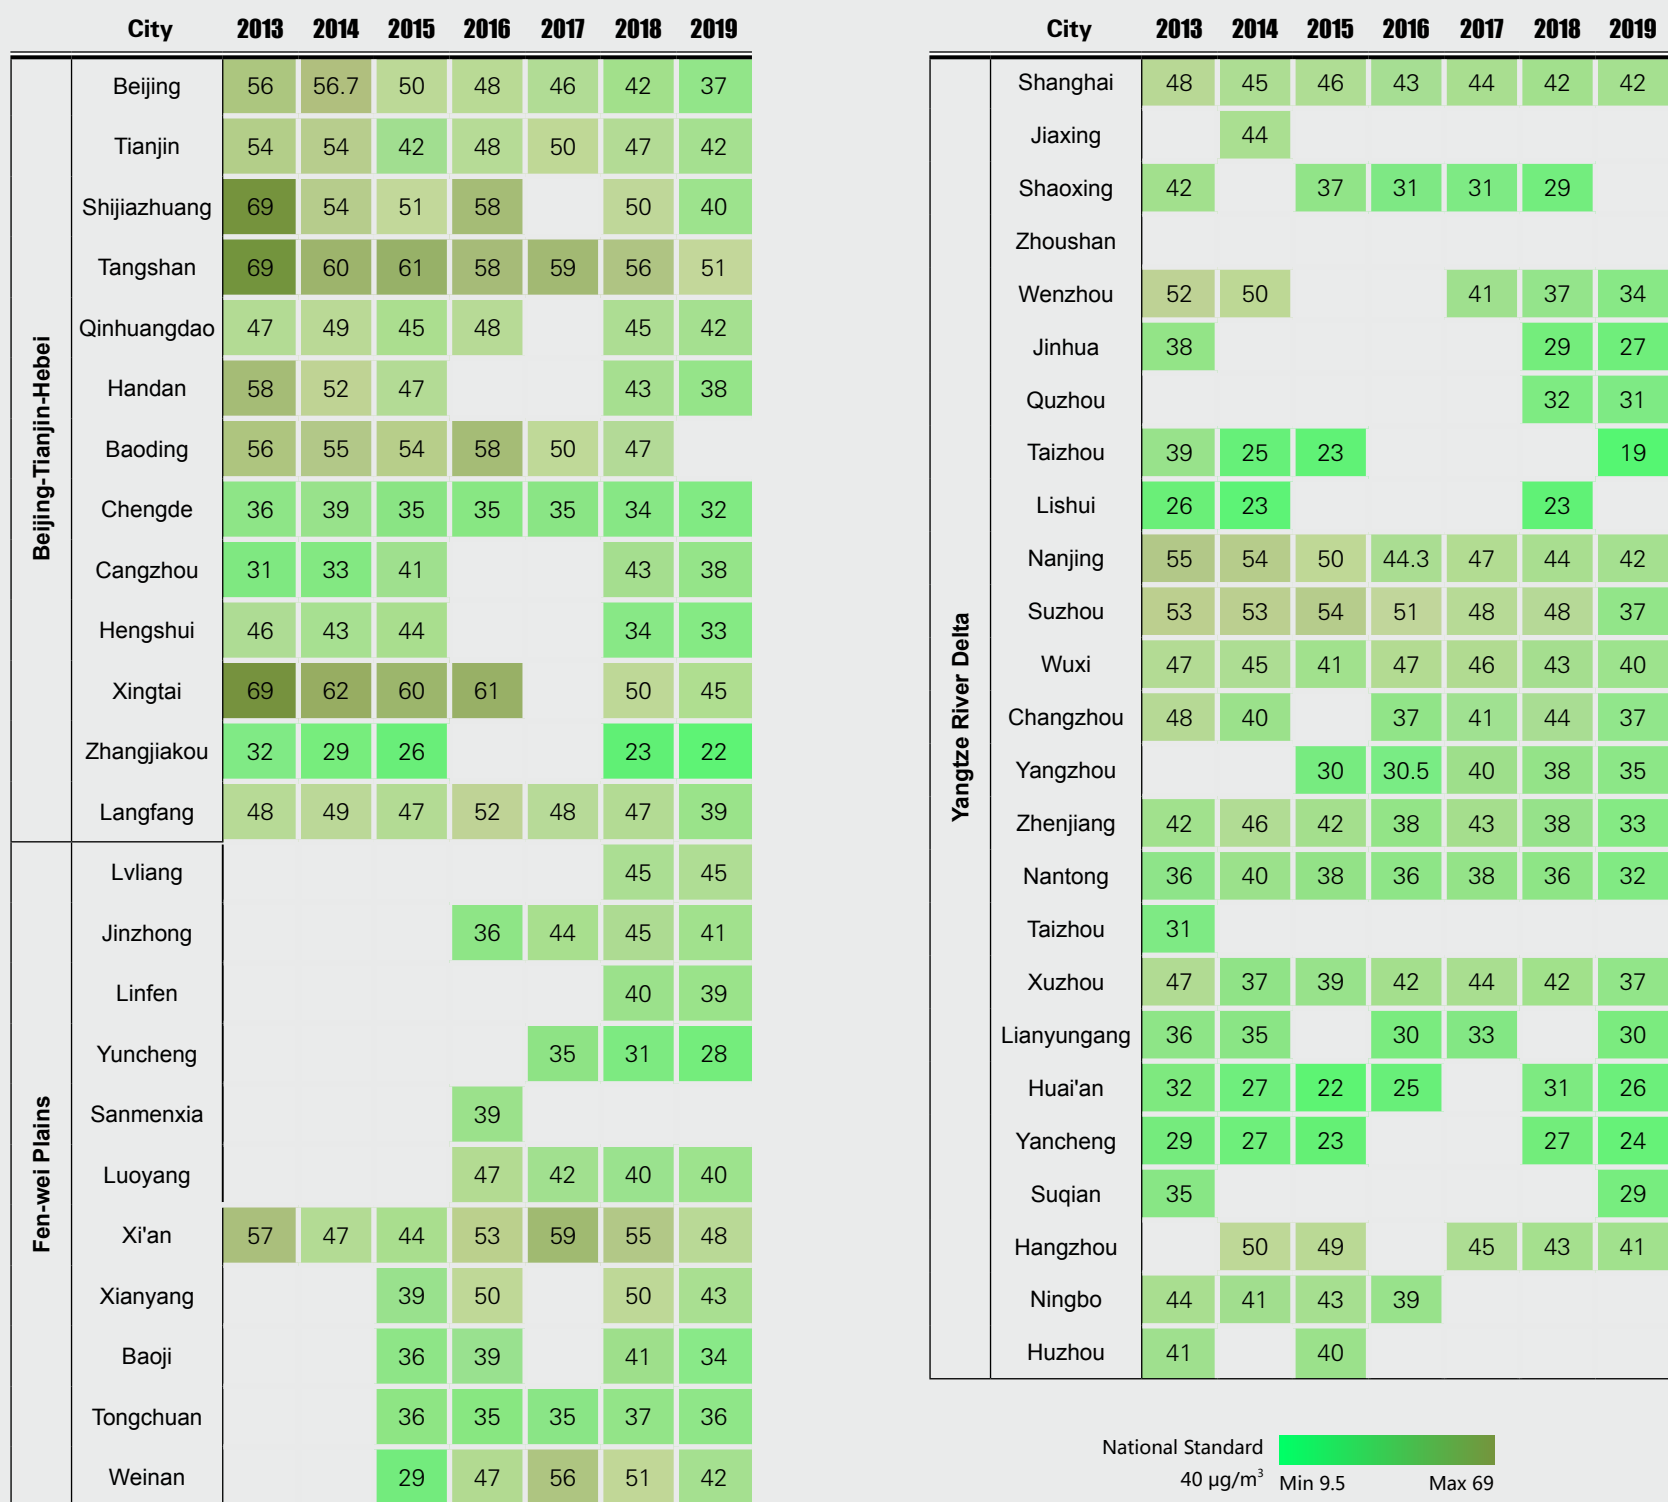 City 2013 2014 2015 2016 2017 2018 2019
Beijing-Tianjin-Hebei
Beijing 56 56.7 50 48 46 42 37
Tianjin 54 54 42 48 50 47 42
Shijiazhuang 69 54 51 58 50 40
Tangshan 69 60 61 58 59 56 51
Qinhuangdao 47 49 45 48 45 42
Handan 58 52 47 43 38
Baoding 56 55 54 58 50 47
Chengde 36 39 35 35 35 34 32
Cangzhou 31 33 41 43 38
Hengshui 46 43 44 34 33
Xingtai 69 62 60 61 50 45
Zhangjiakou 32 29 26 23 22
Langfang 48 49 47 52 48 47 39
Fen-wei Plains
Lvliang 45 45
Jinzhong 36 44 45 41
Linfen 40 39
Yuncheng 35 31 28
Sanmenxia 39
Luoyang 47 42 40 40
Xi'an 57 47 44 53 59 55 48
Xianyang 39 50 50 43
Baoji 36 39 41 34
Tongchuan 36 35 35 37 36
Weinan 29 47 56 51 42
City 2013 2014 2015 2016 2017 2018 2019
Yangtze River Delta
Shanghai 48 45 46 43 44 42 42
Jiaxing 44
Shaoxing 42 37 31 31 29
Zhoushan
Wenzhou 52 50 41 37 34
Jinhua 38 29 27
Quzhou 32 31
Taizhou 39 25 23 19
Lishui 26 23 23
Nanjing 55 54 50 44.3 47 44 42
Suzhou 53 53 54 51 48 48 37
Wuxi 47 45 41 47 46 43 40
Changzhou 48 40 37 41 44 37
Yangzhou 30 30.5 40 38 35
Zhenjiang 42 46 42 38 43 38 33
Nantong 36 40 38 36 38 36 32
Taizhou 31
Xuzhou 47 37 39 42 44 42 37
Lianyungang 36 35 30 33 30
Huai'an 32 27 22 25 31 26
Yancheng 29 27 23 27 24
Suqian 35 29
Hangzhou 50 49 45 43 41
Ningbo 44 41 43 39
Huzhou 41 40
National Standard
40 μg/m³ Min 9.5 Max 69